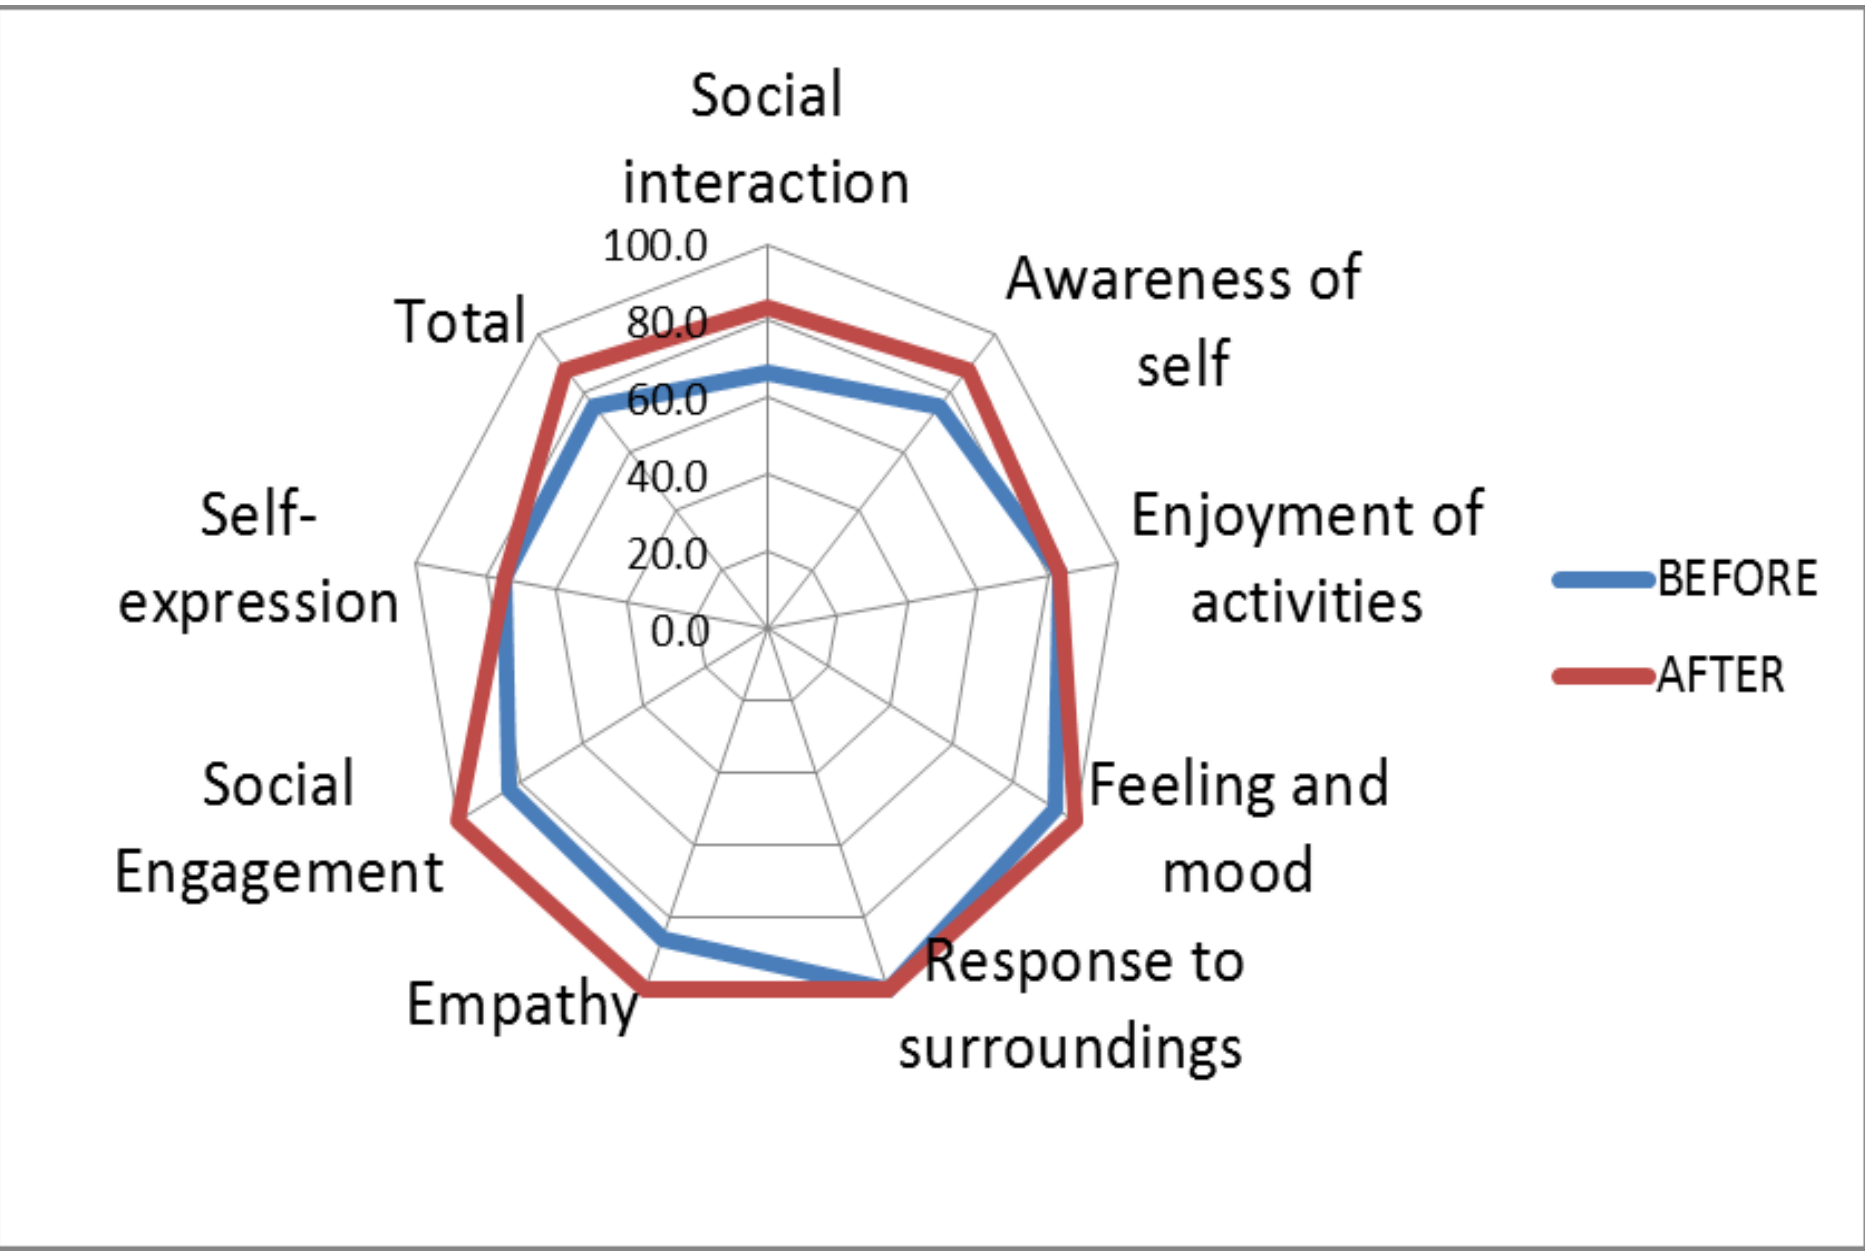 Social
interaction
Awareness of
self
Enjoyment of
activities
Feeling and
mood
Response to
surroundings
Empathy
Social
Engagement
Self-
expression
Total
100.0
80.0
60.0
40.0
20.0
0.0
BEFORE
AFTER